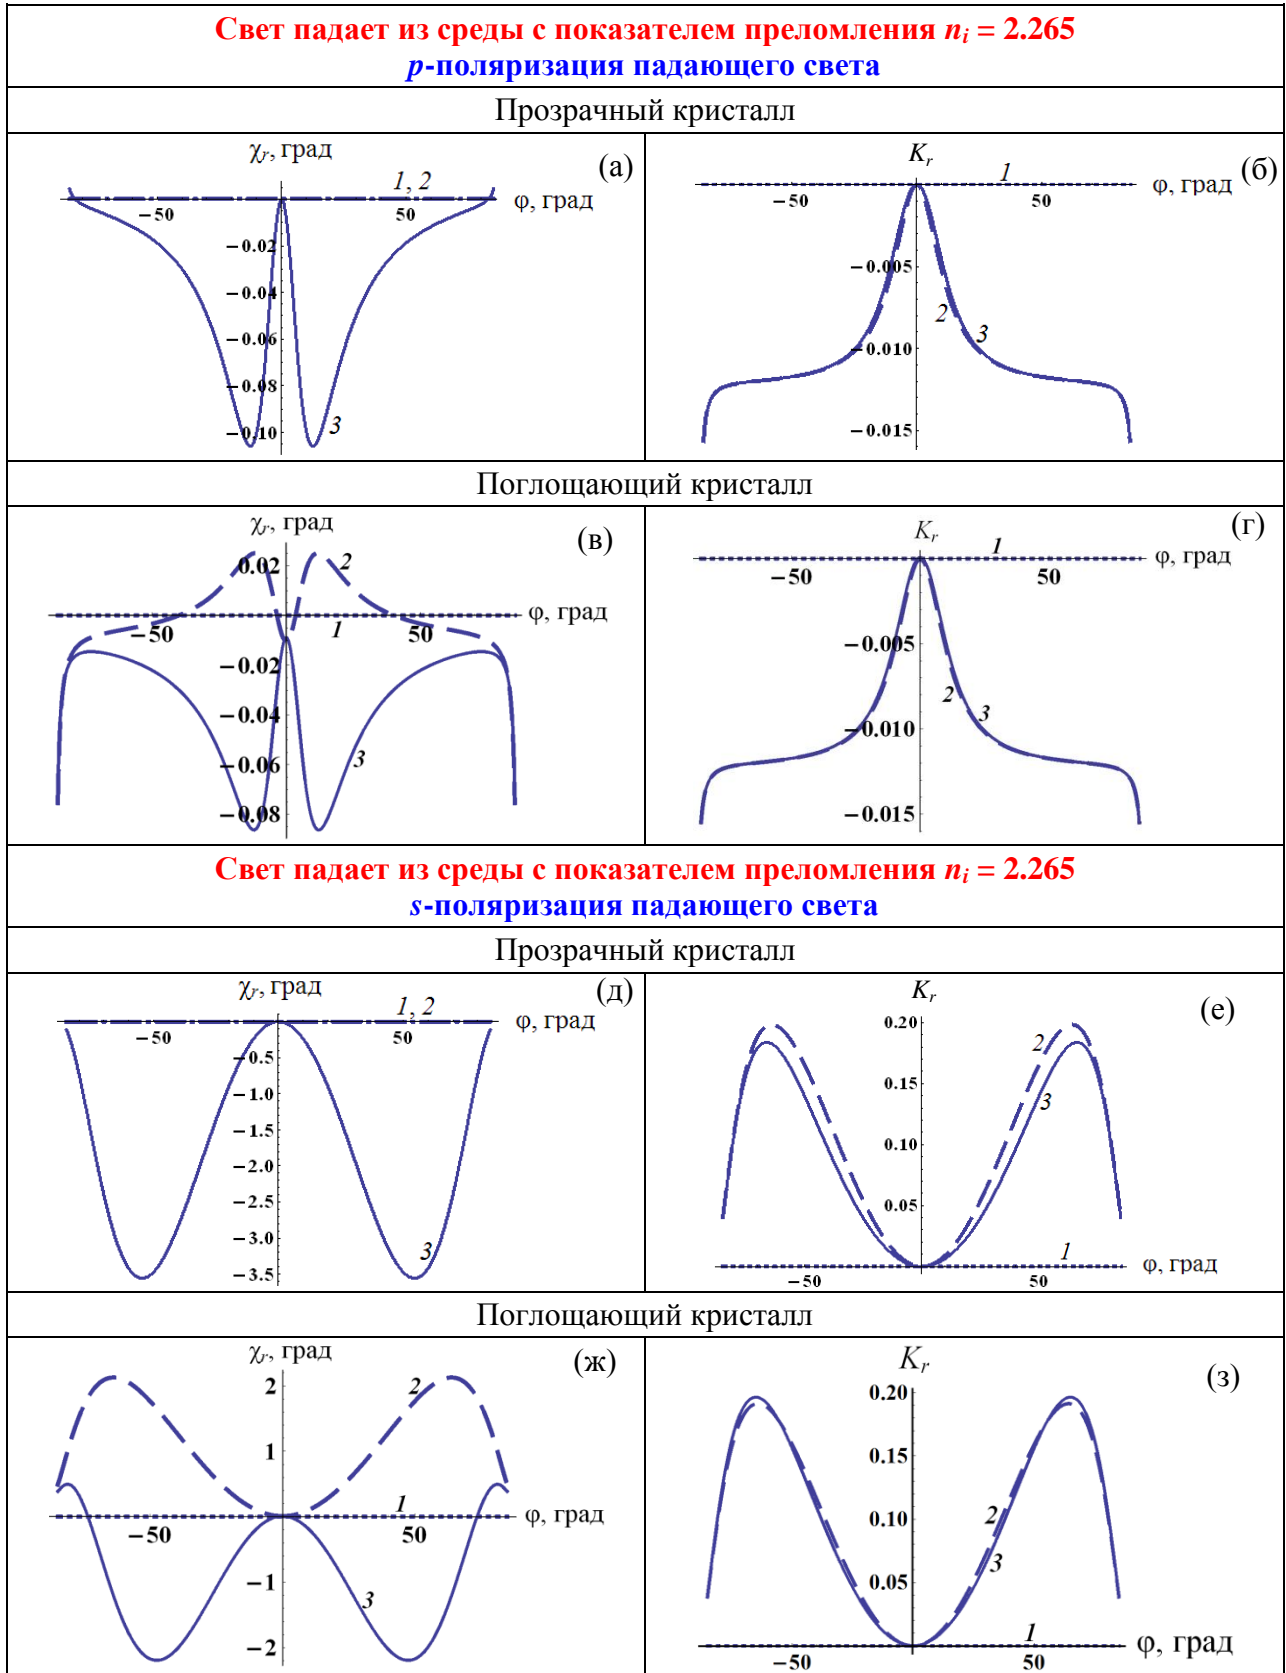 Свет падает из среды с показателем преломления nᵢ = 2.265
p-поляризация падающего света
Прозрачный кристалл
χr, град
(а)
1, 2
φ, град
−50
50
−0.02
−0.04
−0.06
−0.08
−0.10
3
Kr
(б)
1
φ, град
−50
50
−0.005
2
3
−0.010
−0.015
Поглощающий кристалл
χr, град
(в)
0.02
2
φ, град
−50
1
50
−0.02
−0.04
−0.06
3
−0.08
Kr
(г)
1
φ, град
−50
50
−0.005
2
3
−0.010
−0.015
Свет падает из среды с показателем преломления nᵢ = 2.265
s-поляризация падающего света
Прозрачный кристалл
χr, град
(д)
1, 2
φ, град
−50
50
−0.5
−1.0
−1.5
−2.0
−2.5
−3.0
3
−3.5
Kr
(е)
0.20
2
0.15
3
0.10
0.05
1
φ, град
−50
50
Поглощающий кристалл
χr, град
(ж)
2
2
1
1
φ, град
−50
50
−1
3
−2
Kr
(з)
0.20
0.15
0.10
2
3
0.05
1
φ, град
−50
50